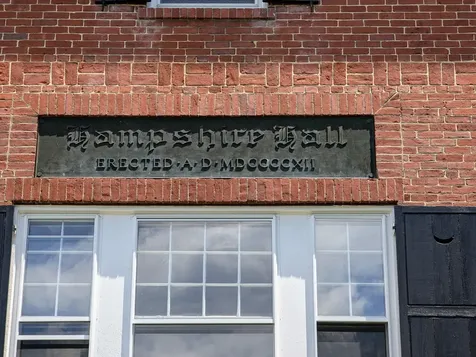 Hampshire Hall
ERECTED · A · D · MDCCCCXII